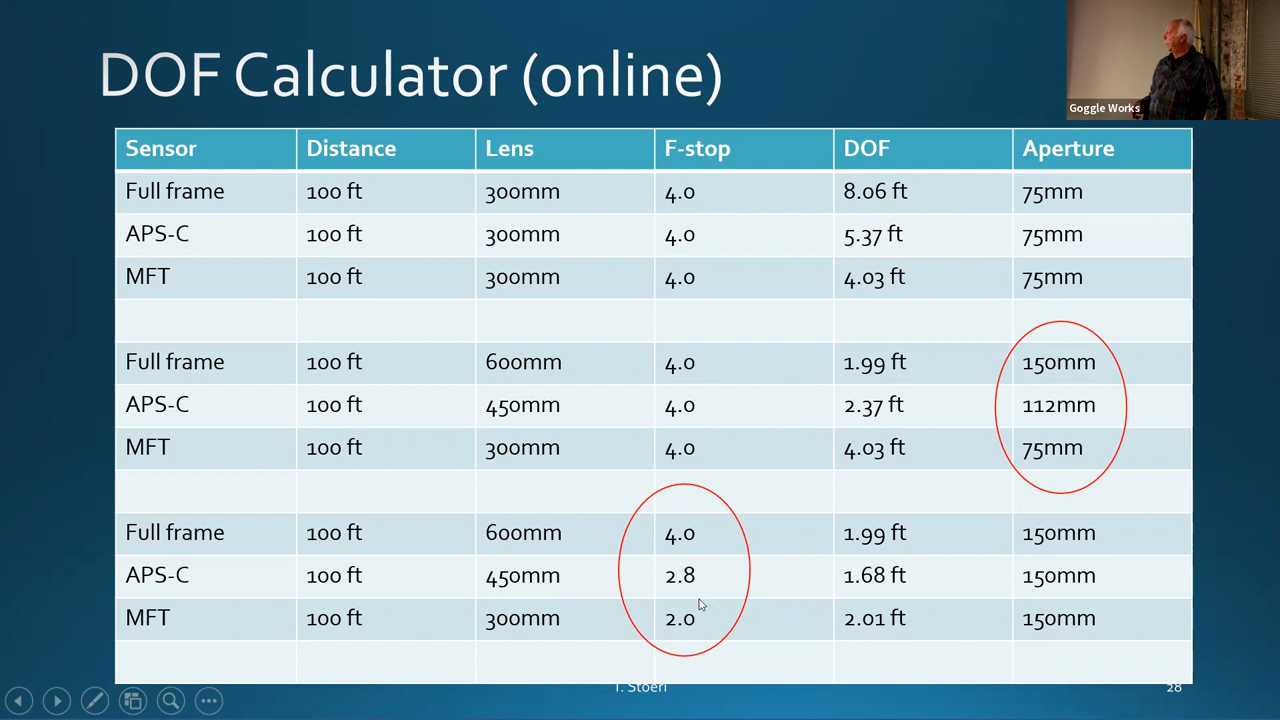 DOF Calculator (online)
Goggle Works
Sensor Distance Lens F-stop DOF Aperture
Full frame 100 ft 300mm 4.0 8.06 ft 75mm
APS-C 100 ft 300mm 4.0 5.37 ft 75mm
MFT 100 ft 300mm 4.0 4.03 ft 75mm
Full frame 100 ft 600mm 4.0 1.99 ft 150mm
APS-C 100 ft 450mm 4.0 2.37 ft 112mm
MFT 100 ft 300mm 4.0 4.03 ft 75mm
Full frame 100 ft 600mm 4.0 1.99 ft 150mm
APS-C 100 ft 450mm 2.8 1.68 ft 150mm
MFT 100 ft 300mm 2.0 2.01 ft 150mm
T. Stoeri 28